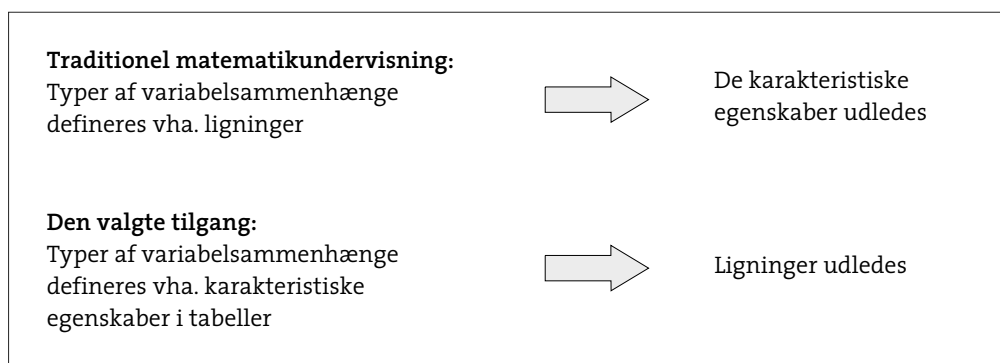 Traditionel matematikundervisning:
Typer af variabelsammenhænge
defineres vha. ligninger
De karakteristiske
egenskaber udledes
Den valgte tilgang:
Typer af variabelsammenhænge
defineres vha. karakteristiske
egenskaber i tabeller
Ligninger udledes